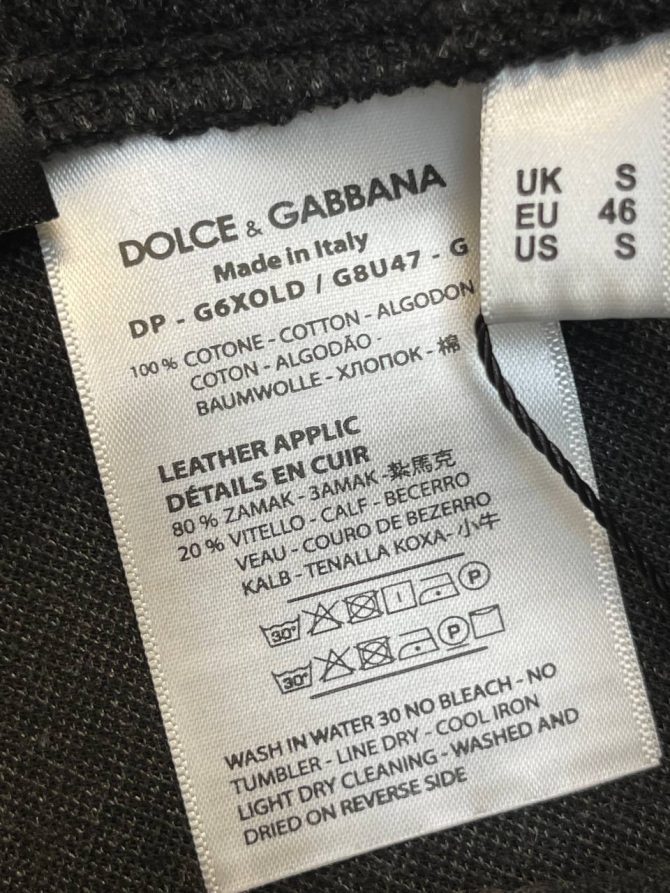 DOLCE & GABBANA
Made in Italy
DP - G6XOLD / G8U47 - G
100 % COTONE - COTTON - ALGODON
COTON - ALGODÃO -
BAUMWOLLE - ХЛОПОК - 棉
LEATHER APPLIC
DÉTAILS EN CUIR
80 % ZAMAK - ЗАМАК - 紮馬克
20 % VITELLO - CALF - BECERRO
VEAU - COURO DE BEZERRO
KALB - TENALLA KOXA- 小牛
30° P
30° P
WASH IN WATER 30 NO BLEACH - NO
TUMBLER - LINE DRY - COOL IRON
LIGHT DRY CLEANING - WASHED AND
DRIED ON REVERSE SIDE
UK S
EU 46
US S